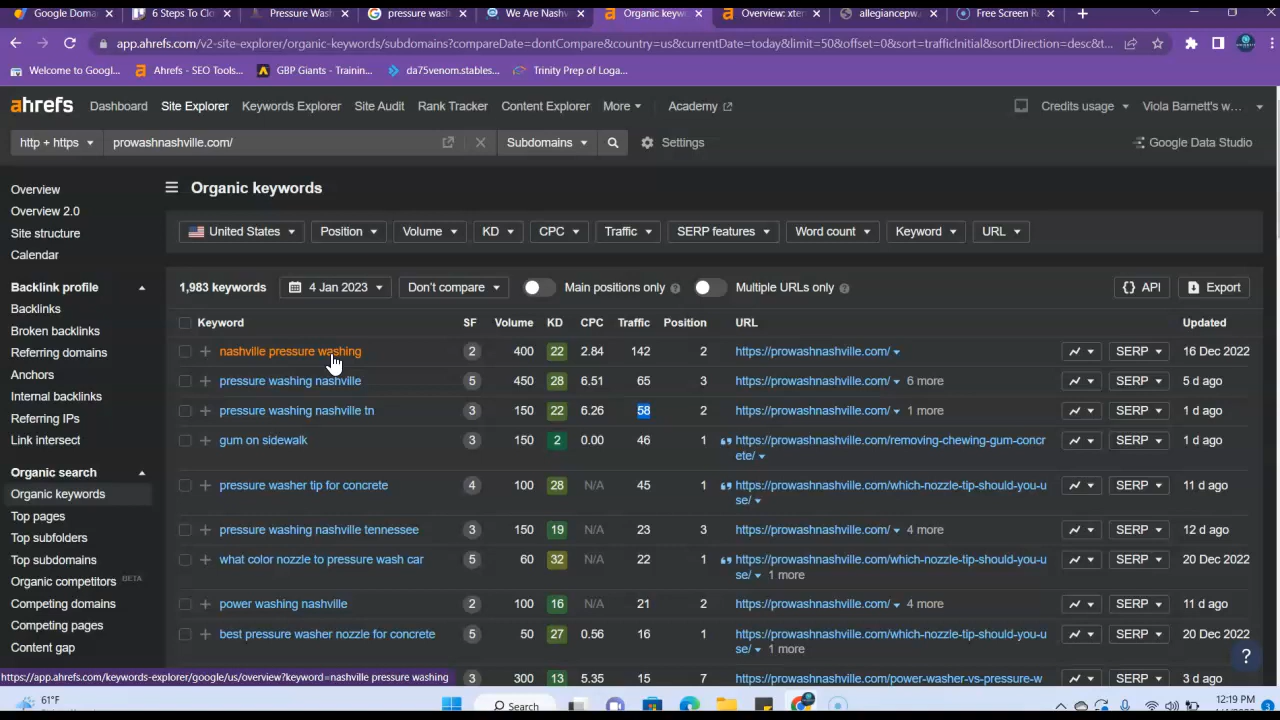 Google Doma
6 Steps To Clo
Pressure Was
pressure wash
We Are Nash
Organic keyw
Overview: xter
allegiancepw
Free Screen R
app.ahrefs.com/v2-site-explorer/organic-keywords/subdomains?compareDate=dontCompare&country=us&currentDate=today&limit=50&offset=0&sort=trafficInitial&sortDirection=desc&t...
Welcome to Googl... Ahrefs - SEO Tools... GBP Giants - Trainin... da75venom.stables... Trinity Prep of Loga...
ahrefs Dashboard Site Explorer Keywords Explorer Site Audit Rank Tracker Content Explorer More Academy Credits usage Viola Barnett's w...
http + https prowashnashville.com/ Subdomains Settings Google Data Studio
Overview
Overview 2.0
Site structure
Calendar
Backlink profile
Backlinks
Broken backlinks
Referring domains
Anchors
Internal backlinks
Referring IPs
Link intersect
Organic search
Organic keywords
Top pages
Top subfolders
Top subdomains
Organic competitors BETA
Competing domains
Competing pages
Content gap
Organic keywords
United States Position Volume KD CPC Traffic SERP features Word count Keyword URL
1,983 keywords 4 Jan 2023 Don't compare Main positions only ? Multiple URLs only ? {} API Export
Keyword SF Volume KD CPC Traffic Position URL Updated
nashville pressure washing 2 400 22 2.84 142 2 https://prowashnashville.com/ SERP 16 Dec 2022
pressure washing nashville 5 450 28 6.51 65 3 https://prowashnashville.com/ 6 more SERP 5 d ago
pressure washing nashville tn 3 150 22 6.26 58 2 https://prowashnashville.com/ 1 more SERP 1 d ago
gum on sidewalk 3 150 2 0.00 46 1 https://prowashnashville.com/removing-chewing-gum-concr SERP 1 d ago
ete/
pressure washer tip for concrete 4 100 28 N/A 45 1 https://prowashnashville.com/which-nozzle-tip-should-you-u SERP 11 d ago
se/
pressure washing nashville tennessee 3 150 19 N/A 23 3 https://prowashnashville.com/ 4 more SERP 12 d ago
what color nozzle to pressure wash car 5 60 32 N/A 22 1 https://prowashnashville.com/which-nozzle-tip-should-you-u SERP 20 Dec 2022
se/ 1 more
power washing nashville 2 100 16 N/A 21 2 https://prowashnashville.com/ 4 more SERP 11 d ago
best pressure washer nozzle for concrete 5 50 27 0.56 16 1 https://prowashnashville.com/which-nozzle-tip-should-you-u SERP 20 Dec 2022
se/ 1 more
3 300 13 5.35 15 7 https://prowashnashville.com/power-washer-vs-pressure-w SERP 3 d ago
?
https://app.ahrefs.com/keywords-explorer/google/us/overview?keyword=nashville pressure washing
61°F
Search
12:19 PM